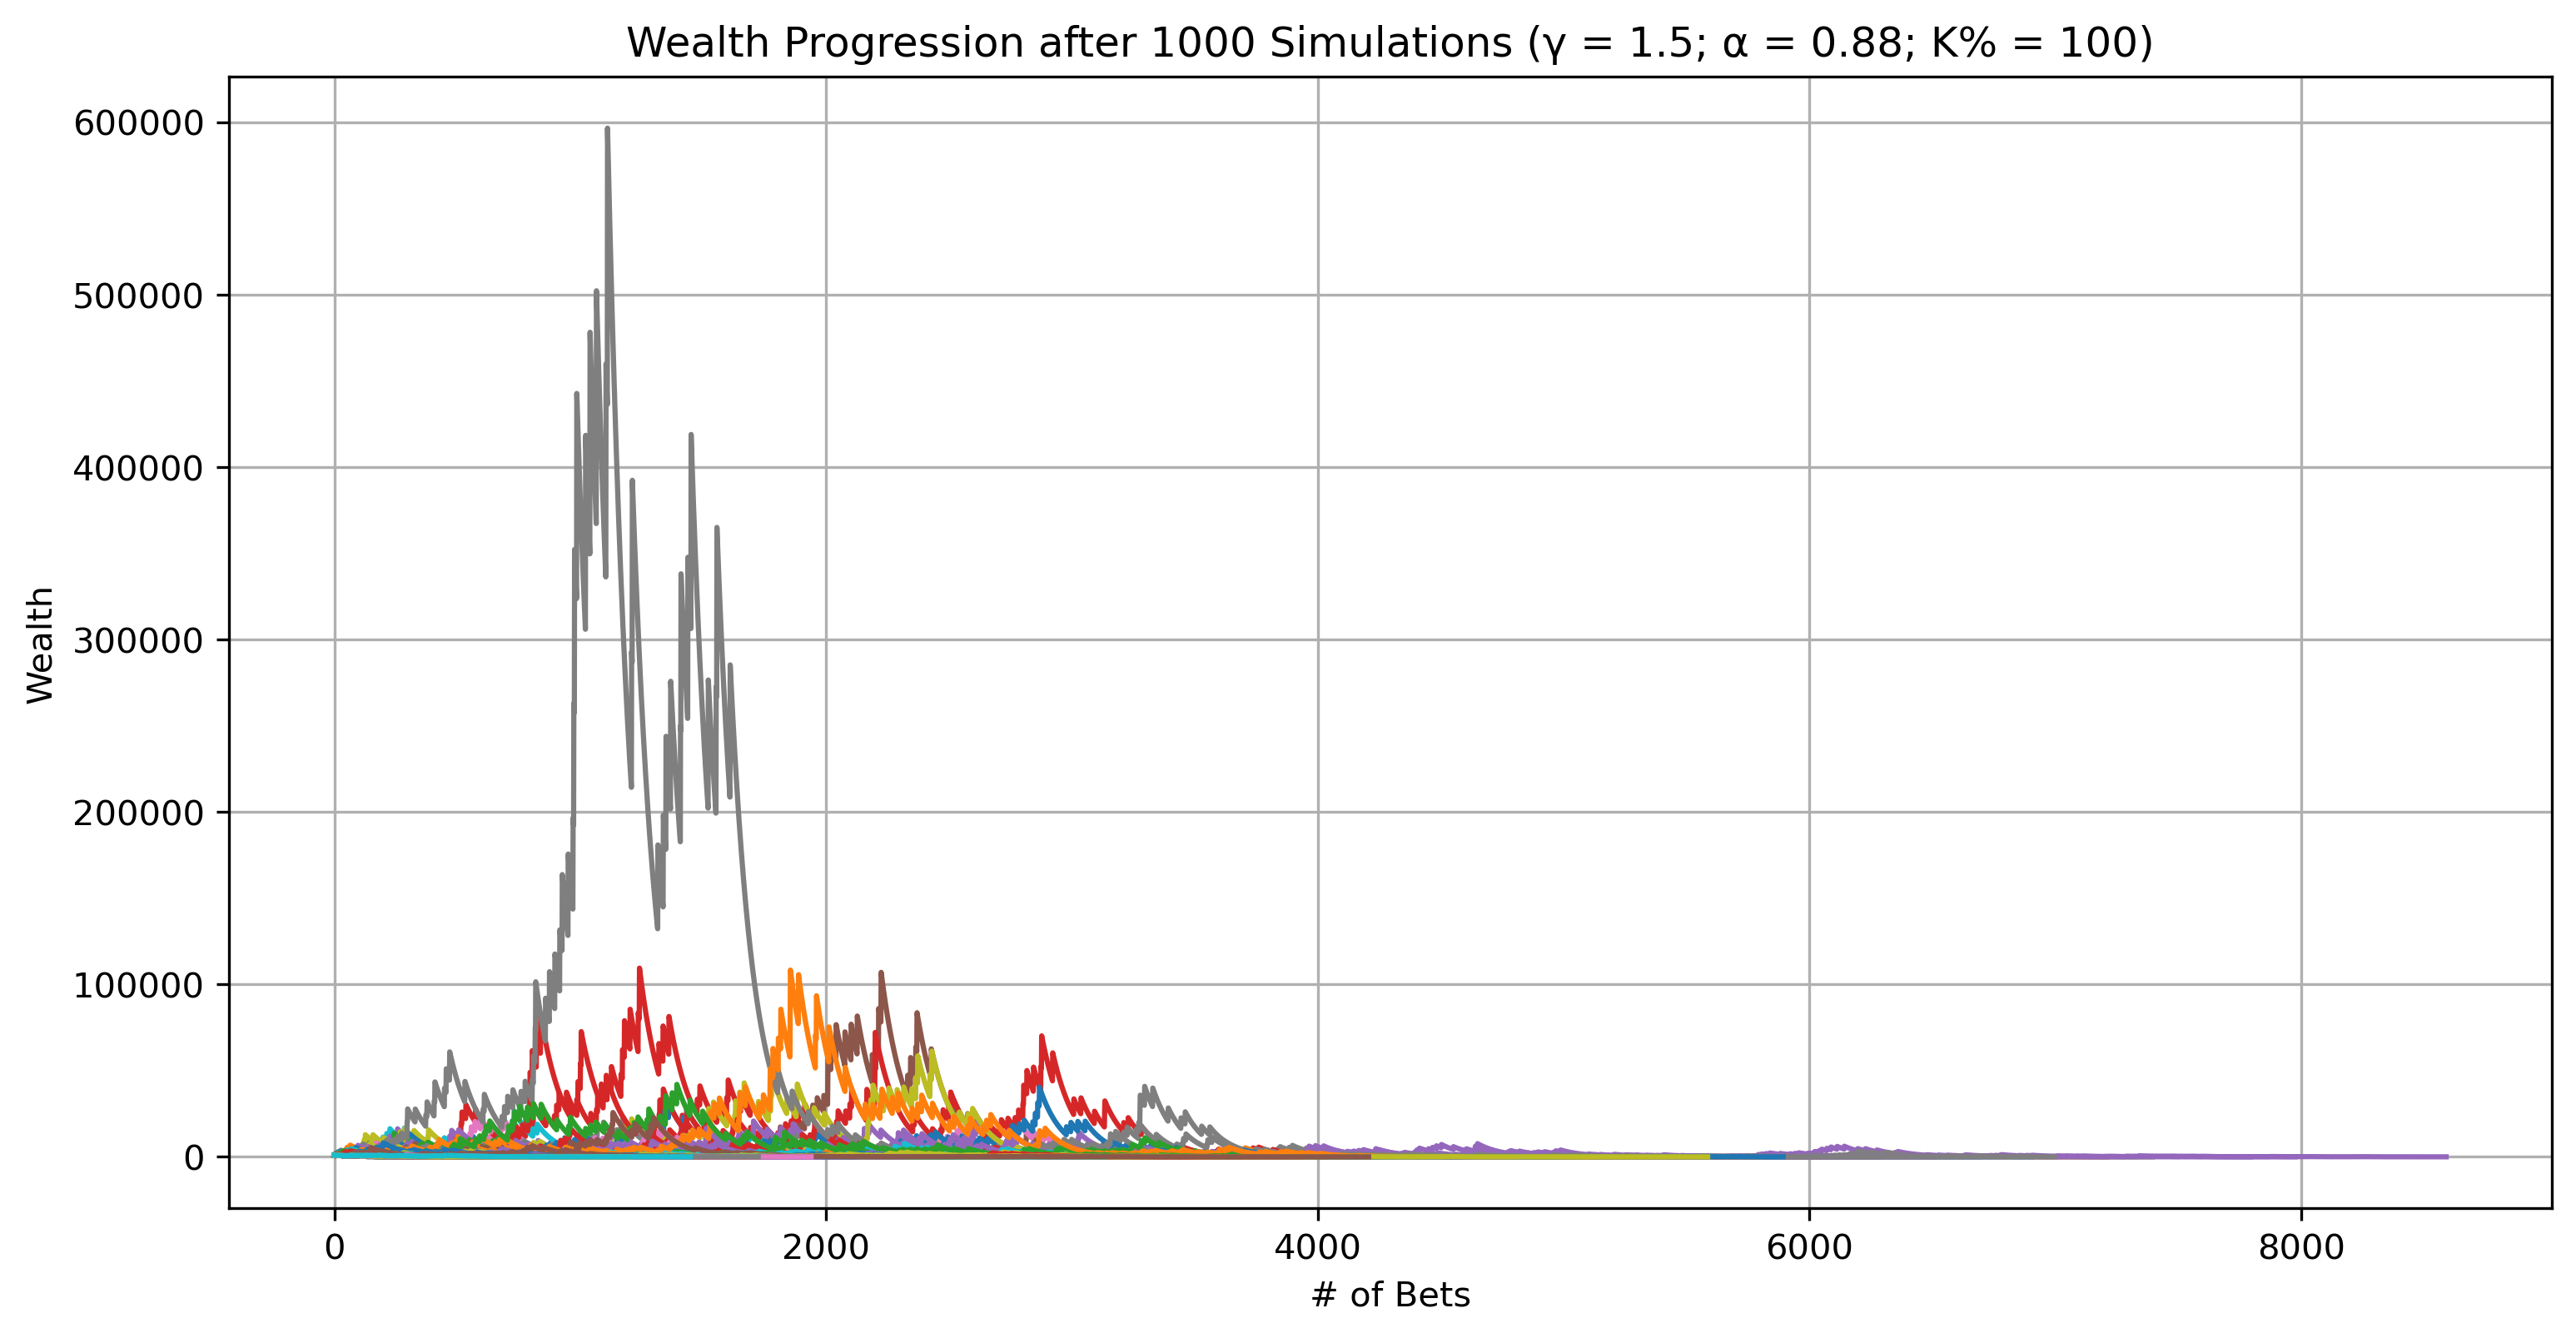 Wealth Progression after 1000 Simulations (γ = 1.5; α = 0.88; K% = 100)
600000
500000
400000
300000
200000
100000
0
Wealth
0 2000 4000 6000 8000
# of Bets